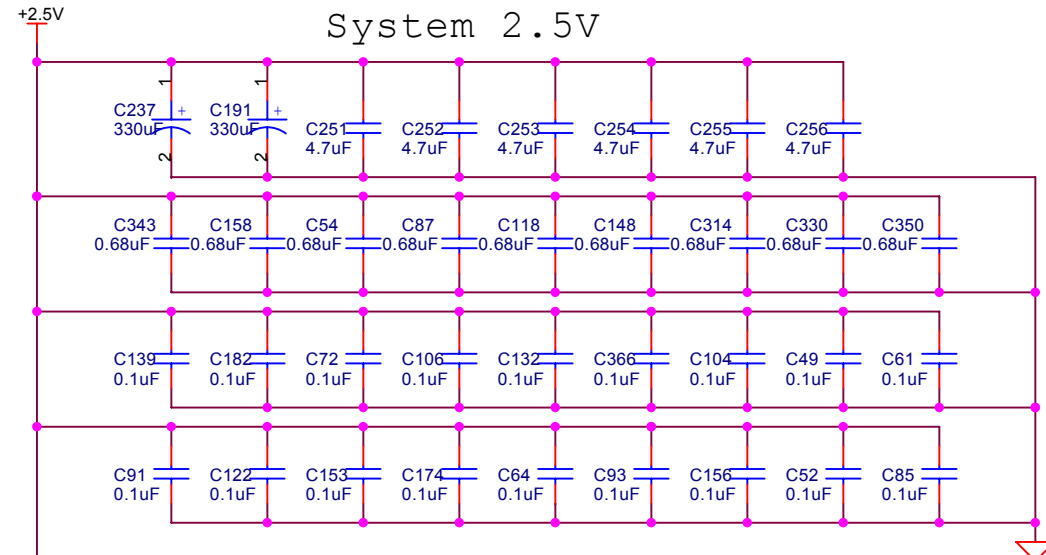 +2.5V
System 2.5V
1 1
C237 + C191 +
330uF 330uF C251 C252 C253 C254 C255 C256
4.7uF 4.7uF 4.7uF 4.7uF 4.7uF 4.7uF
2 2
C343 C158 C54 C87 C118 C148 C314 C330 C350
0.68uF 0.68uF 0.68uF 0.68uF 0.68uF 0.68uF 0.68uF 0.68uF 0.68uF
C139 C182 C72 C106 C132 C366 C104 C49 C61
0.1uF 0.1uF 0.1uF 0.1uF 0.1uF 0.1uF 0.1uF 0.1uF 0.1uF
C91 C122 C153 C174 C64 C93 C156 C52 C85
0.1uF 0.1uF 0.1uF 0.1uF 0.1uF 0.1uF 0.1uF 0.1uF 0.1uF